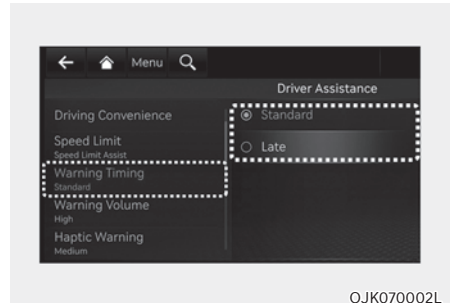 Menu
Driver Assistance
Driving Convenience
Speed Limit
Speed Limit Assist
Warning Timing
Standard
Warning Volume
High
Haptic Warning
Medium
Standard
Late
OJK070002L